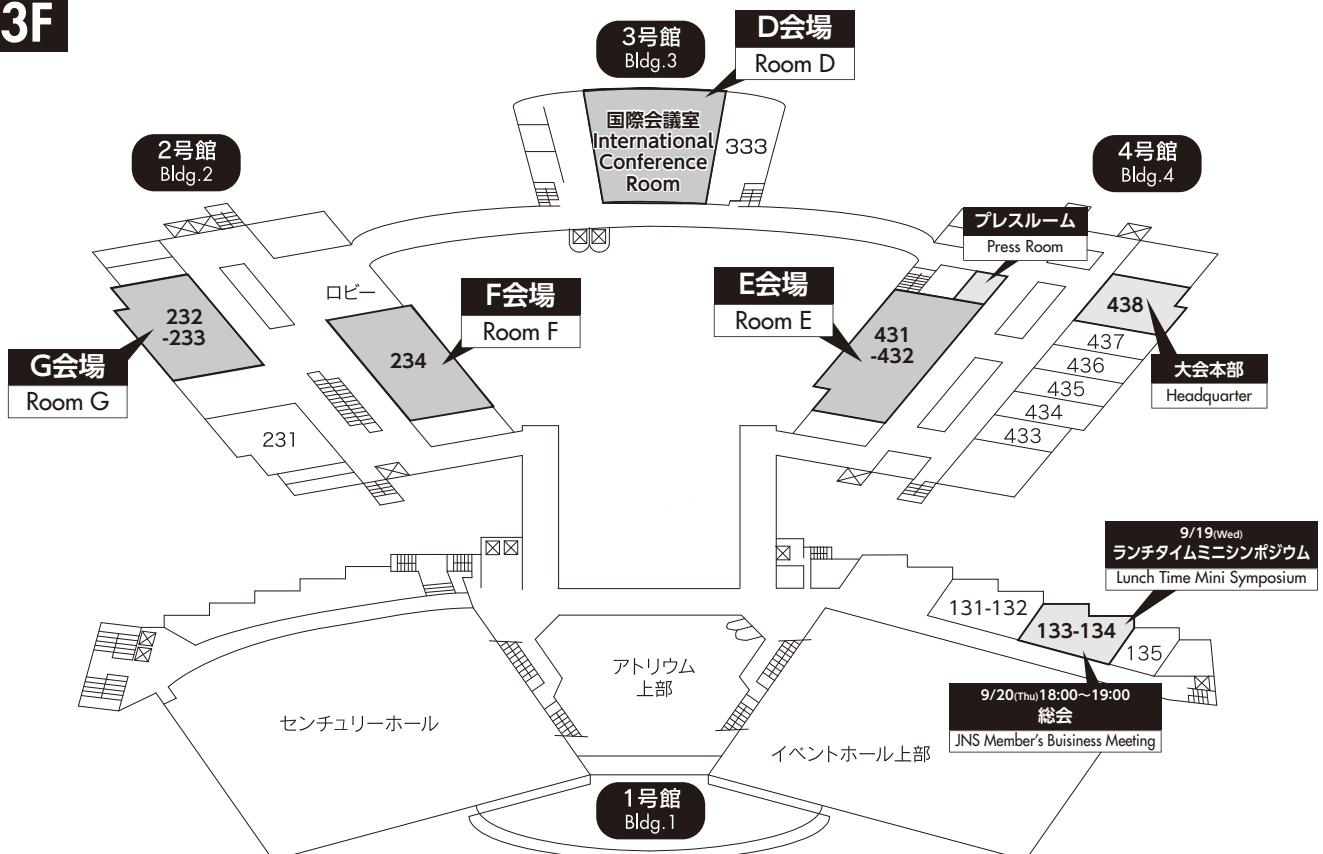 3F
3号館
Bldg.3
D会場
Room D
国際会議室
International
Conference
Room
333
2号館
Bldg.2
4号館
Bldg.4
プレスルーム
Press Room
ロビー
232
-233
G会場
Room G
F会場
Room F
234
231
E会場
Room E
431
-432
438
437
436
435
434
433
大会本部
Headquarter
9/19(Wed)
ランチタイムミニシンポジウム
Lunch Time Mini Symposium
131-132
133-134
135
9/20(Thu)18:00～19:00
総会
JNS Member's Buisiness Meeting
アトリウム
上部
センチュリーホール
イベントホール上部
1号館
Bldg.1